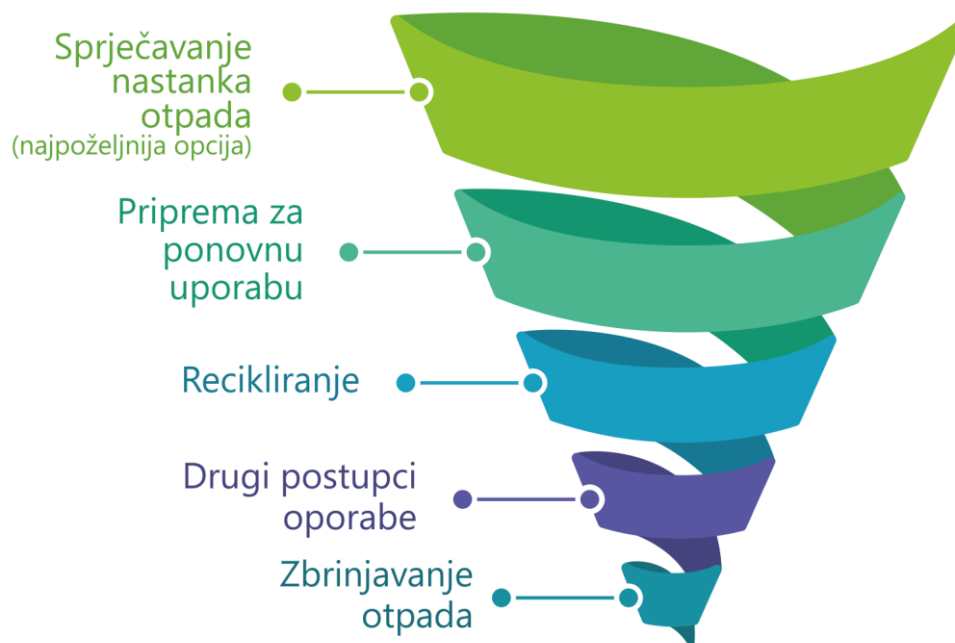 Sprječavanje
nastanka
otpada
(najpoželjnija opcija)
Priprema za
ponovnu
uporabu
Recikliranje
Drugi postupci
oporabe
Zbrinjavanje
otpada